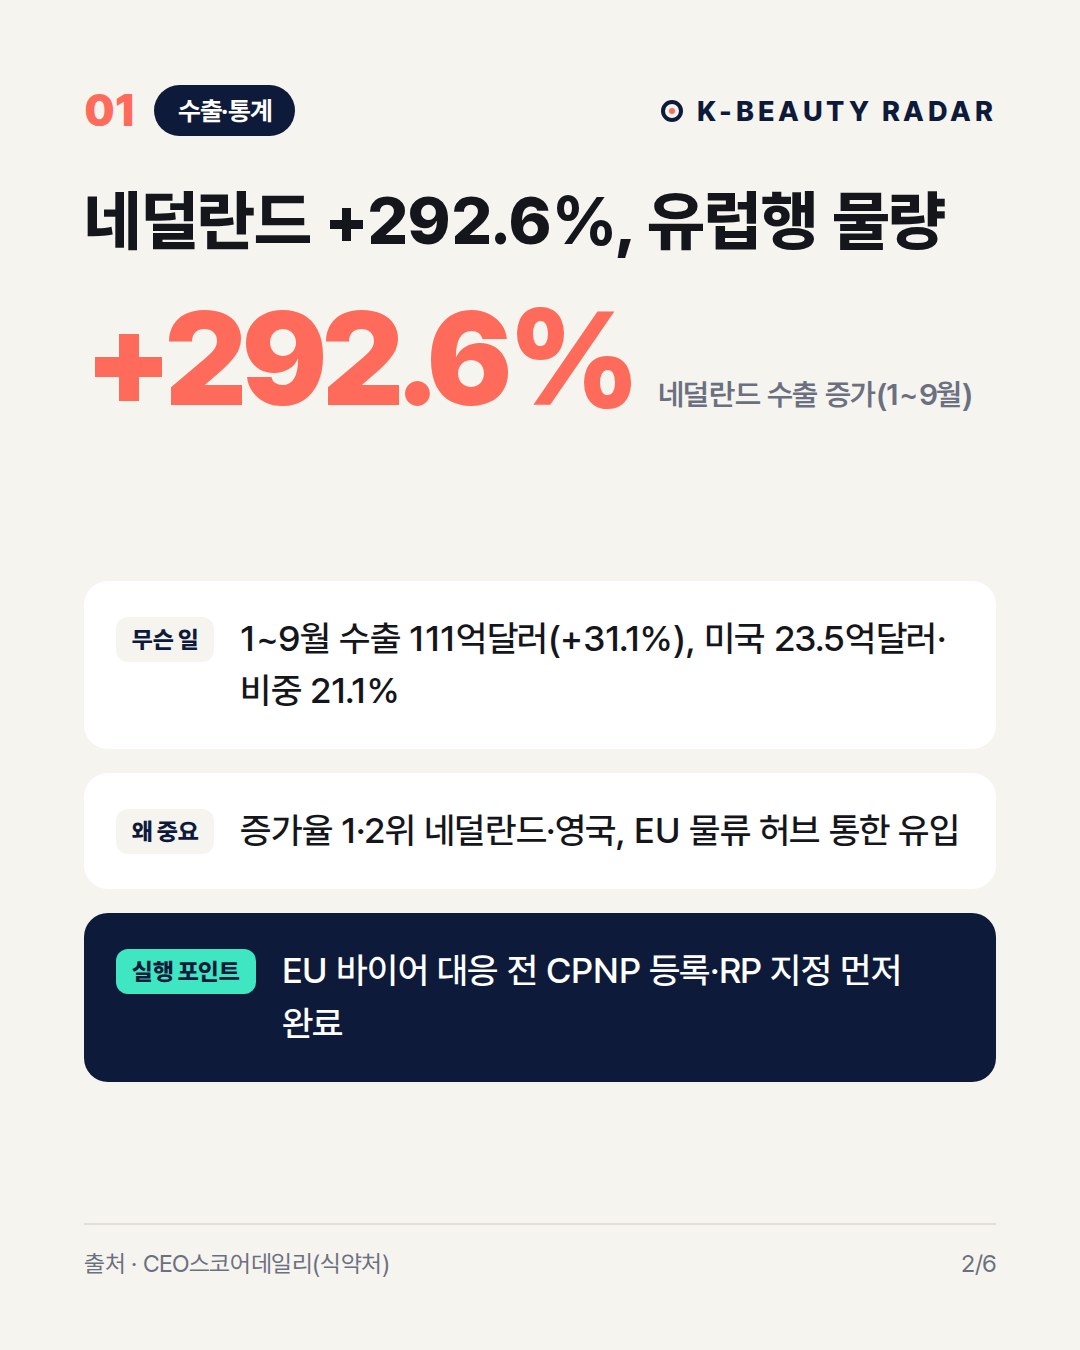 01 수출·통계 K-BEAUTY RADAR
네덜란드 +292.6%, 유럽행 물량
+292.6% 네덜란드 수출 증가(1~9월)
무슨 일 1~9월 수출 111억달러(+31.1%), 미국 23.5억달러·
비중 21.1%
왜 중요 증가율 1·2위 네덜란드·영국, EU 물류 허브 통한 유입
실행 포인트 EU 바이어 대응 전 CPNP 등록·RP 지정 먼저
완료
출처 · CEO스코어데일리(식약처) 2/6